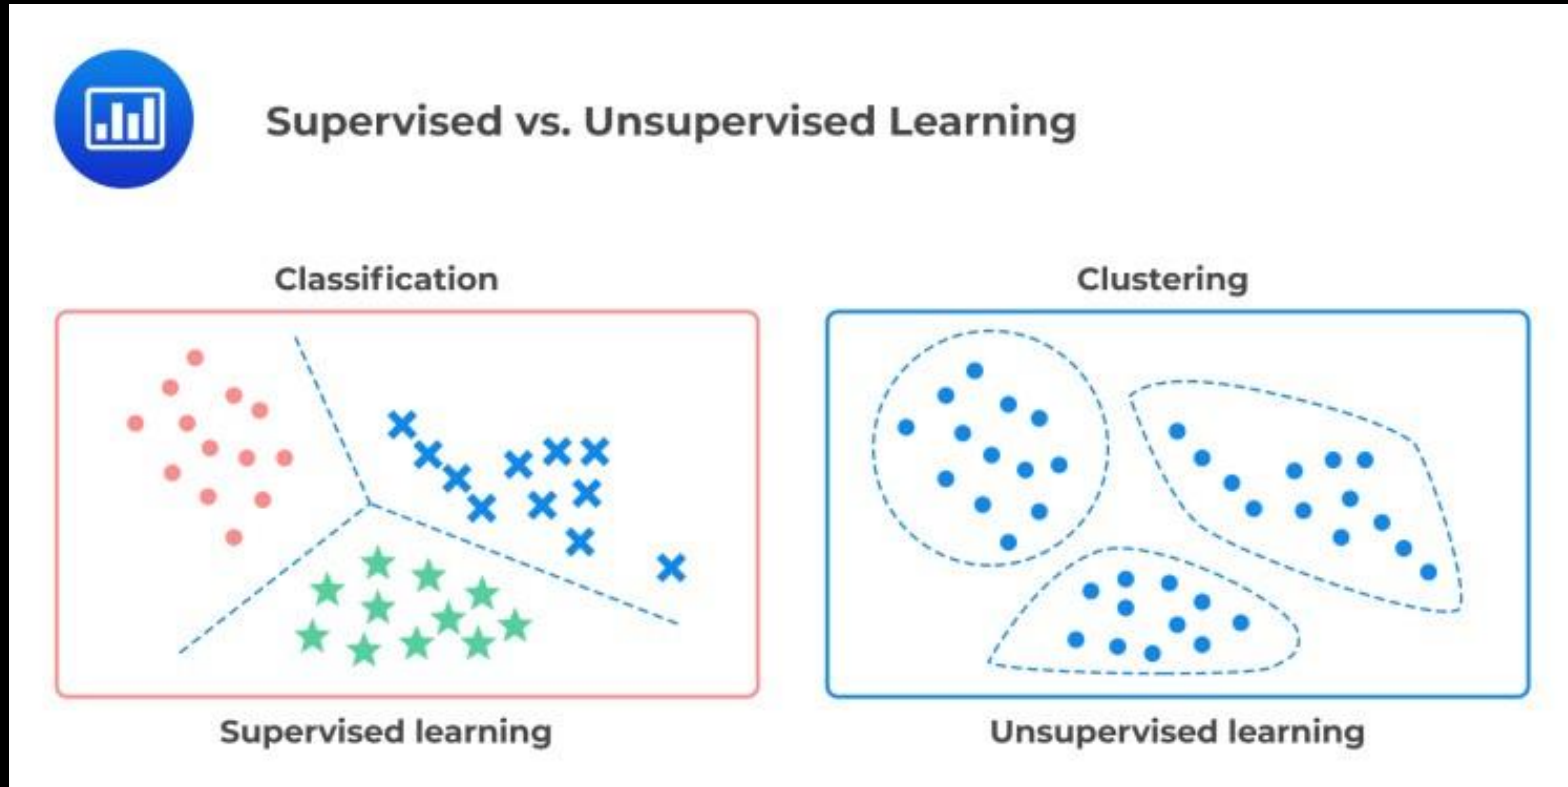 Supervised vs. Unsupervised Learning
Classification
Clustering
Supervised learning
Unsupervised learning